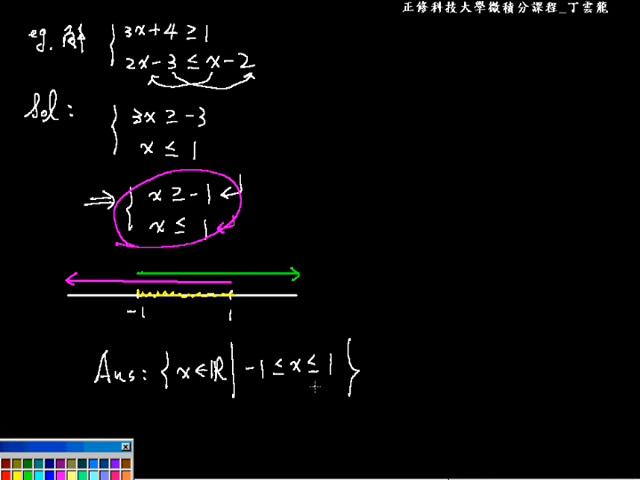 正修科技大學微積分課程_丁雲龍
eg. 解 { 3x+4 ≥ 1
2x-3 ≤ x-2
Sol: { 3x ≥ -3
x ≤ 1
⇒ { x ≥ -1
x ≤ 1
-1 1
Ans: { x∈ℝ | -1 ≤ x ≤ 1 }